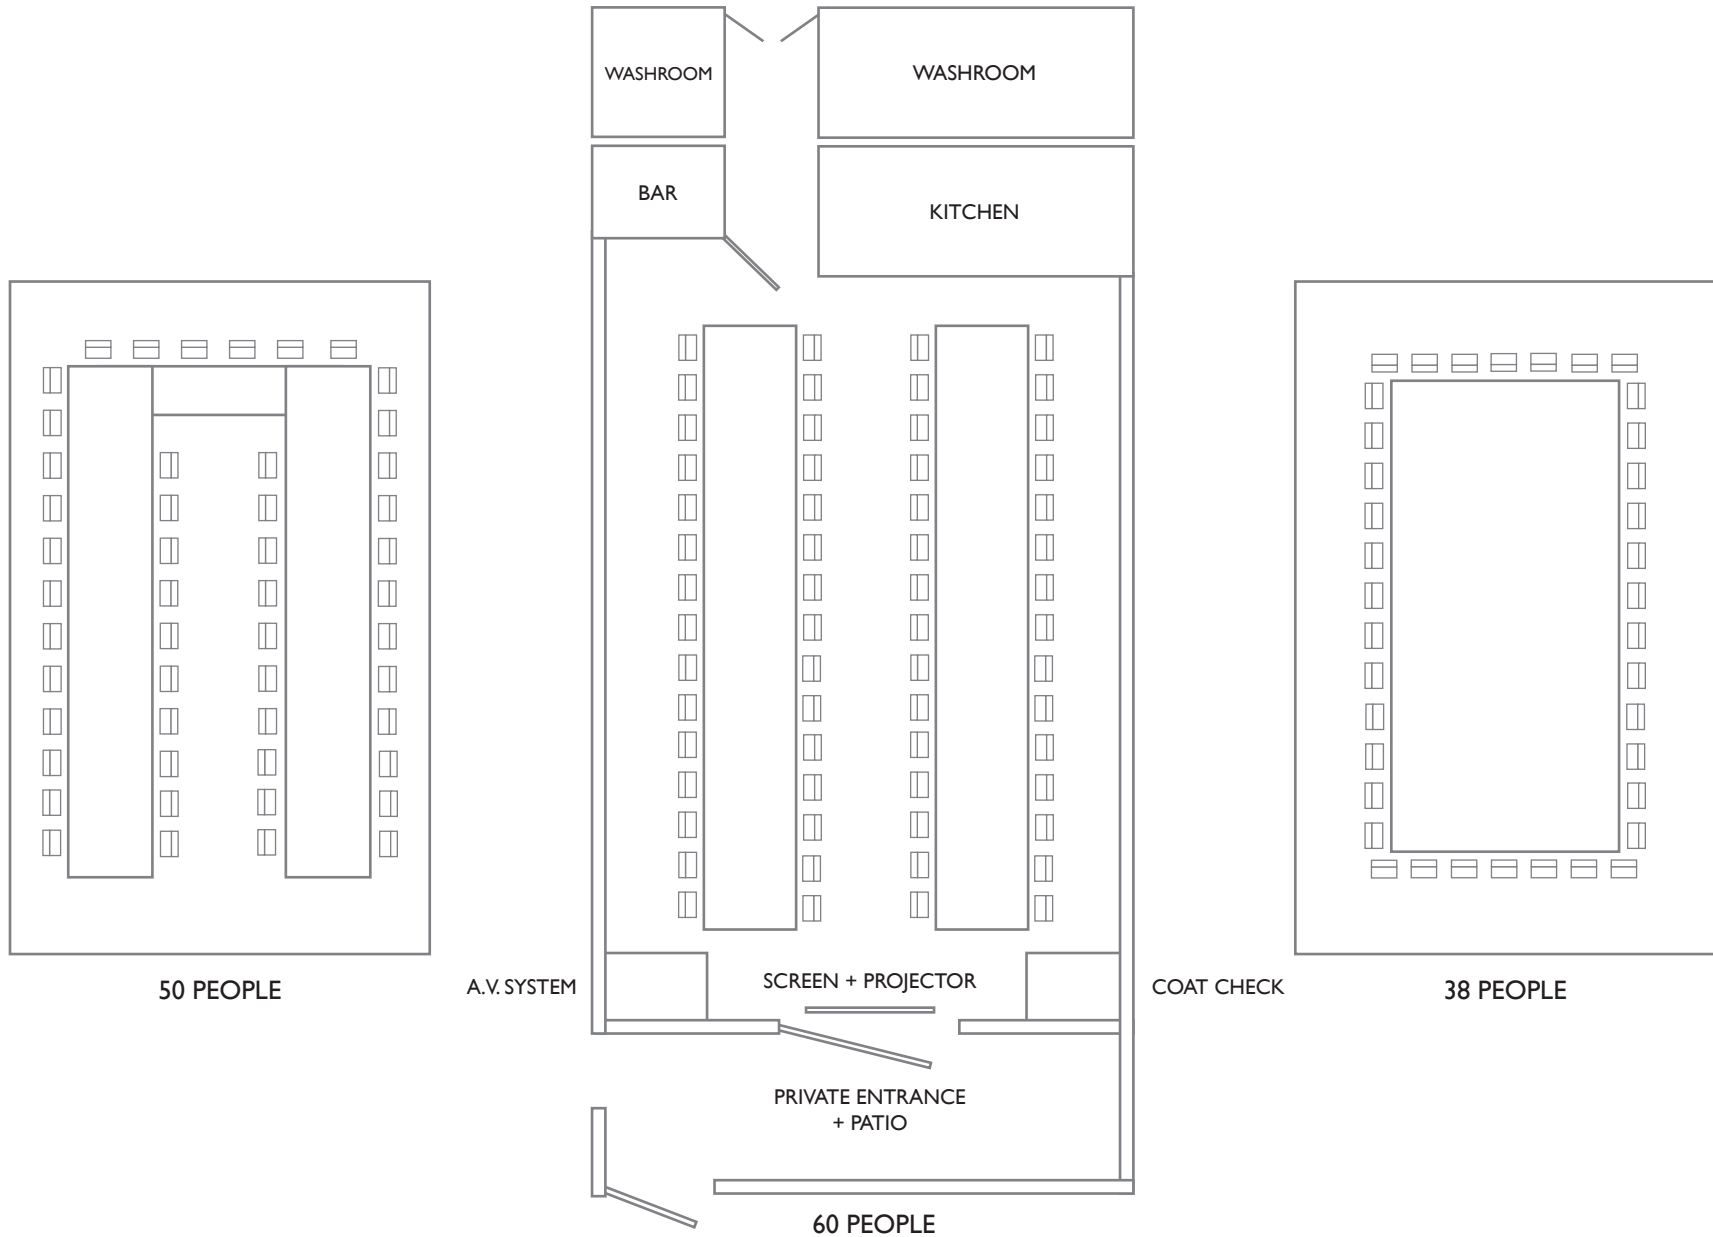 WASHROOM
WASHROOM
BAR
KITCHEN
50 PEOPLE
A.V. SYSTEM
SCREEN + PROJECTOR
COAT CHECK
38 PEOPLE
PRIVATE ENTRANCE
+ PATIO
60 PEOPLE